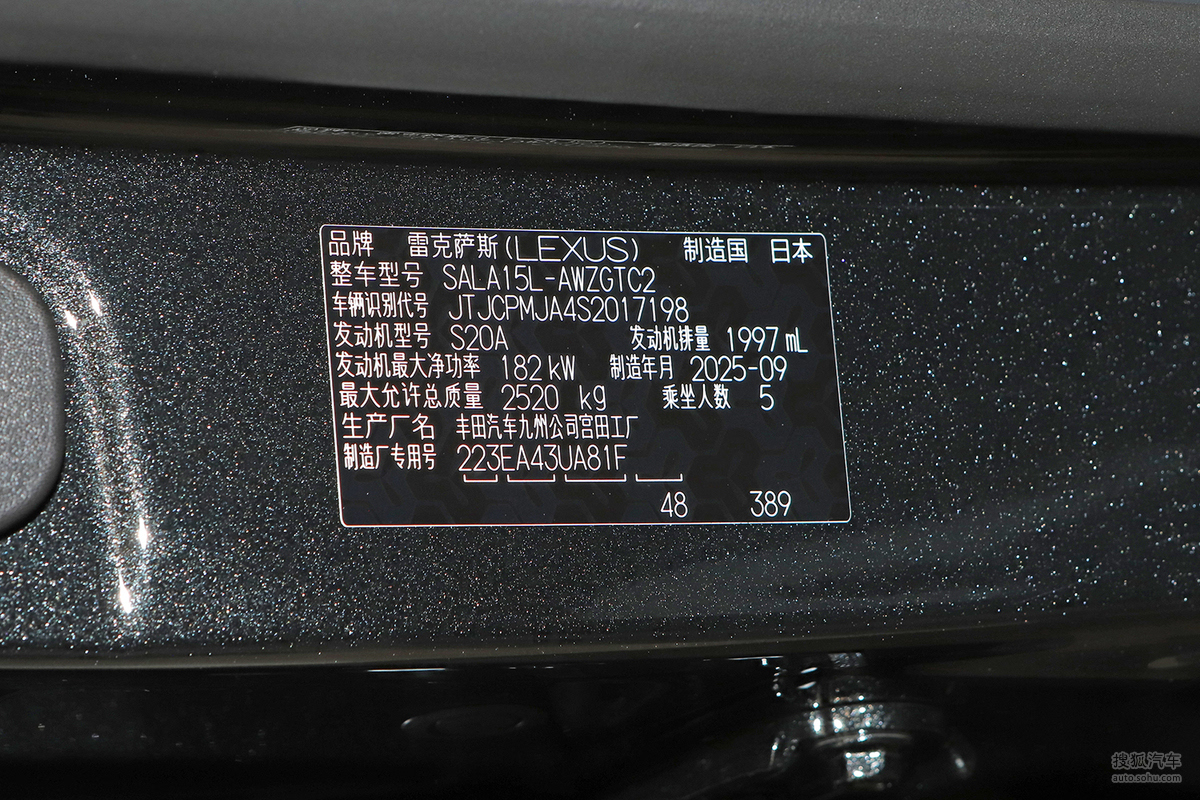 品牌 雷克萨斯(LEXUS) 制造国 日本
整车型号 SALA15L-AWZGTC2
车辆识别代号 JTJCPMJA4S2017198
发动机型号 S20A 发动机排量 1997 mL
发动机最大净功率 182 kW 制造年月 2025-09
最大允许总质量 2520 kg 乘坐人数 5
生产厂名 丰田汽车九州公司宫田工厂
制造厂专用号 223EA43UA81F
48 389
搜狐汽车
auto.sohu.com